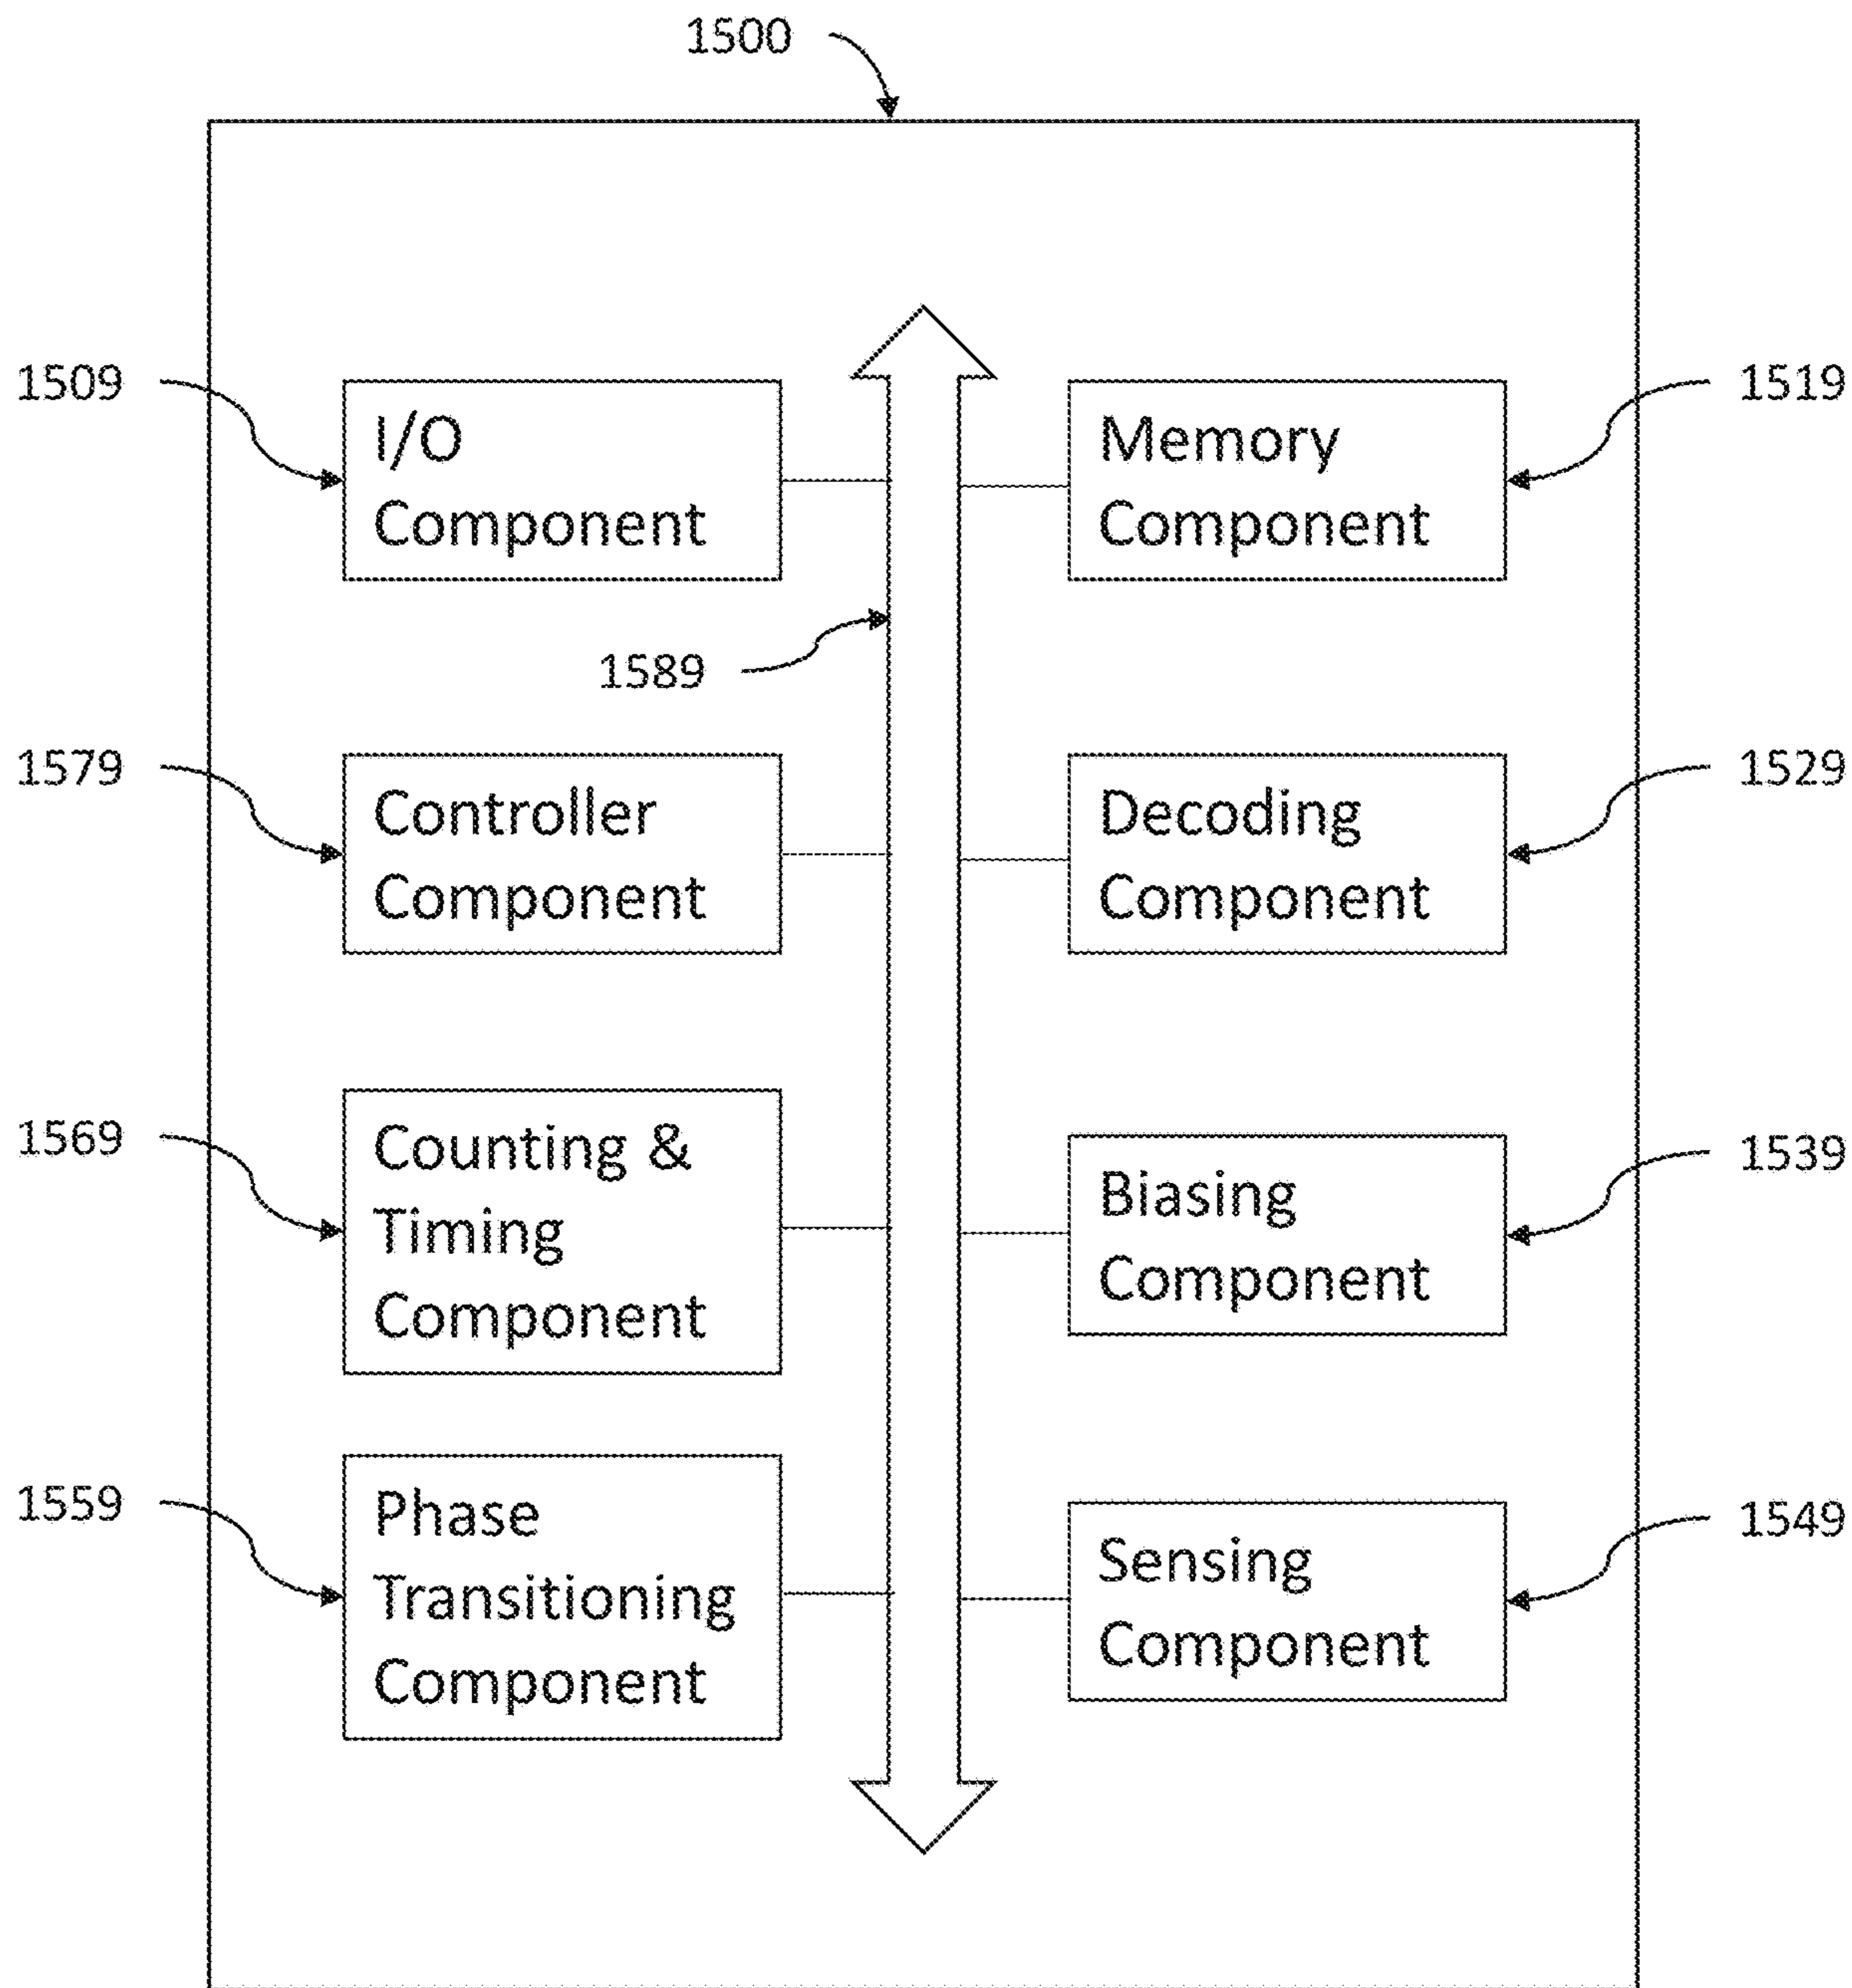 1500
1509
I/O
Component
Memory
Component
1519
1589
1579
Controller
Component
Decoding
Component
1529
1569
Counting &
Timing
Component
Biasing
Component
1539
1559
Phase
Transitioning
Component
Sensing
Component
1549